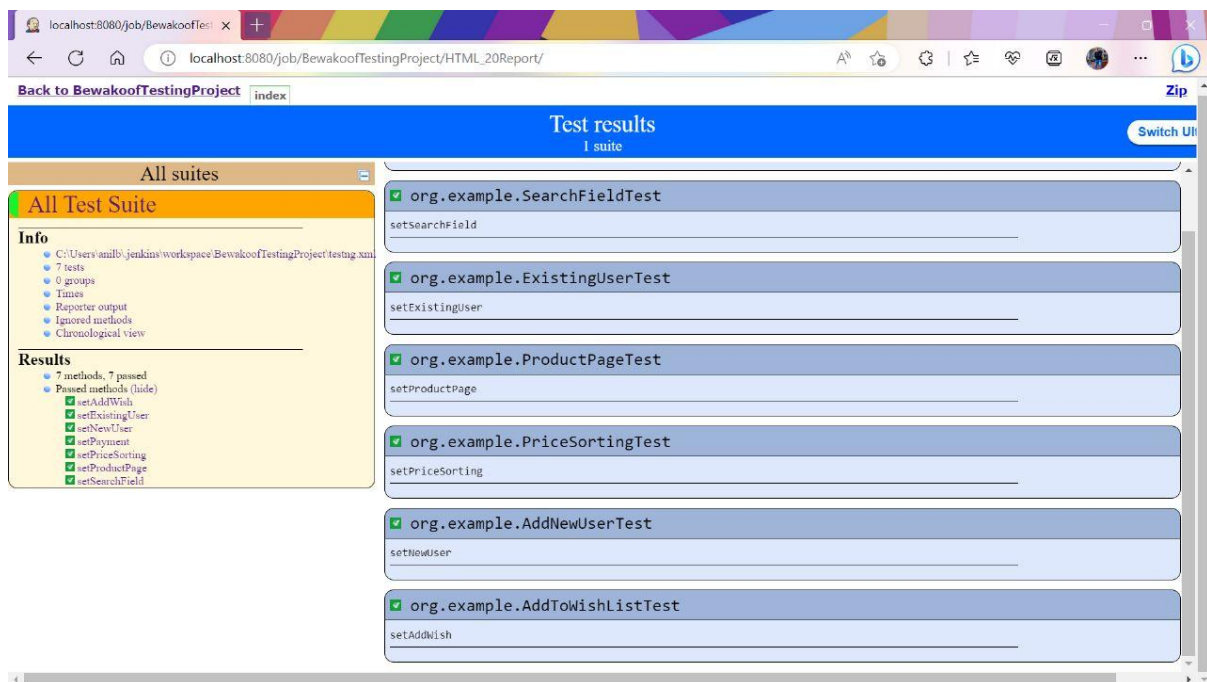 localhost:8080/job/BewakoofTes
localhost:8080/job/BewakoofTestingProject/HTML_20Report/
Back to BewakoofTestingProject index Zip
Test results
1 suite
Switch Ult
All suites
All Test Suite
Info
C:\Users\anilb\.jenkins\workspace\BewakoofTestingProject\testng.xml
7 tests
0 groups
Times
Reporter output
Ignored methods
Chronological view
Results
7 methods, 7 passed
Passed methods (hide)
setAddWish
setExistingUser
setNewUser
setPayment
setPriceSorting
setProductPage
setSearchField
org.example.SearchFieldTest
setSearchField
org.example.ExistingUserTest
setExistingUser
org.example.ProductPageTest
setProductPage
org.example.PriceSortingTest
setPriceSorting
org.example.AddNewUserTest
setNewUser
org.example.AddToWishListTest
setAddWish